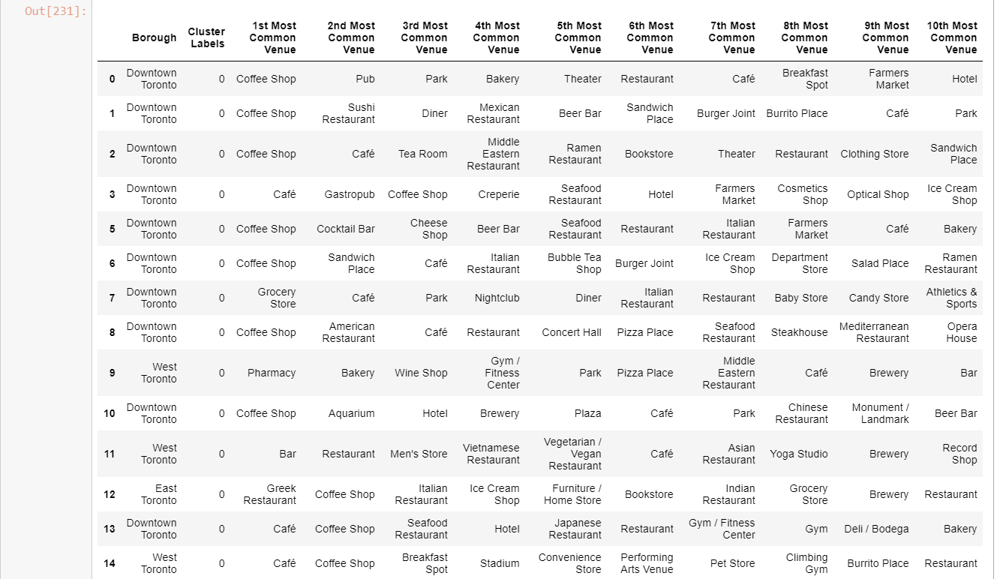 Out[231]:
Borough Cluster Labels 1st Most Common Venue 2nd Most Common Venue 3rd Most Common Venue 4th Most Common Venue 5th Most Common Venue 6th Most Common Venue 7th Most Common Venue 8th Most Common Venue 9th Most Common Venue 10th Most Common Venue
0 Downtown Toronto 0 Coffee Shop Pub Park Bakery Theater Restaurant Café Breakfast Spot Farmers Market Hotel
1 Downtown Toronto 0 Coffee Shop Sushi Restaurant Diner Mexican Restaurant Beer Bar Sandwich Place Burger Joint Burrito Place Café Park
2 Downtown Toronto 0 Coffee Shop Café Tea Room Middle Eastern Restaurant Ramen Restaurant Bookstore Theater Restaurant Clothing Store Sandwich Place
3 Downtown Toronto 0 Café Gastropub Coffee Shop Creperie Seafood Restaurant Hotel Farmers Market Cosmetics Shop Optical Shop Ice Cream Shop
5 Downtown Toronto 0 Coffee Shop Cocktail Bar Cheese Shop Beer Bar Seafood Restaurant Restaurant Italian Restaurant Farmers Market Café Bakery
6 Downtown Toronto 0 Coffee Shop Sandwich Place Café Italian Restaurant Bubble Tea Shop Burger Joint Ice Cream Shop Department Store Salad Place Ramen Restaurant
7 Downtown Toronto 0 Grocery Store Café Park Nightclub Diner Italian Restaurant Restaurant Baby Store Candy Store Athletics & Sports
8 Downtown Toronto 0 Coffee Shop American Restaurant Café Restaurant Concert Hall Pizza Place Seafood Restaurant Steakhouse Mediterranean Restaurant Opera House
9 West Toronto 0 Pharmacy Bakery Wine Shop Gym / Fitness Center Park Pizza Place Middle Eastern Restaurant Café Brewery Bar
10 Downtown Toronto 0 Coffee Shop Aquarium Hotel Brewery Plaza Café Park Chinese Restaurant Monument / Landmark Beer Bar
11 West Toronto 0 Bar Restaurant Men's Store Vietnamese Restaurant Vegetarian / Vegan Restaurant Café Asian Restaurant Yoga Studio Brewery Record Shop
12 East Toronto 0 Greek Restaurant Coffee Shop Italian Restaurant Ice Cream Shop Furniture / Home Store Bookstore Indian Restaurant Grocery Store Brewery Restaurant
13 Downtown Toronto 0 Café Coffee Shop Seafood Restaurant Hotel Japanese Restaurant Restaurant Gym / Fitness Center Gym Deli / Bodega Bakery
14 West Toronto 0 Café Coffee Shop Breakfast Spot Stadium Convenience Store Performing Arts Venue Pet Store Climbing Gym Burrito Place Restaurant